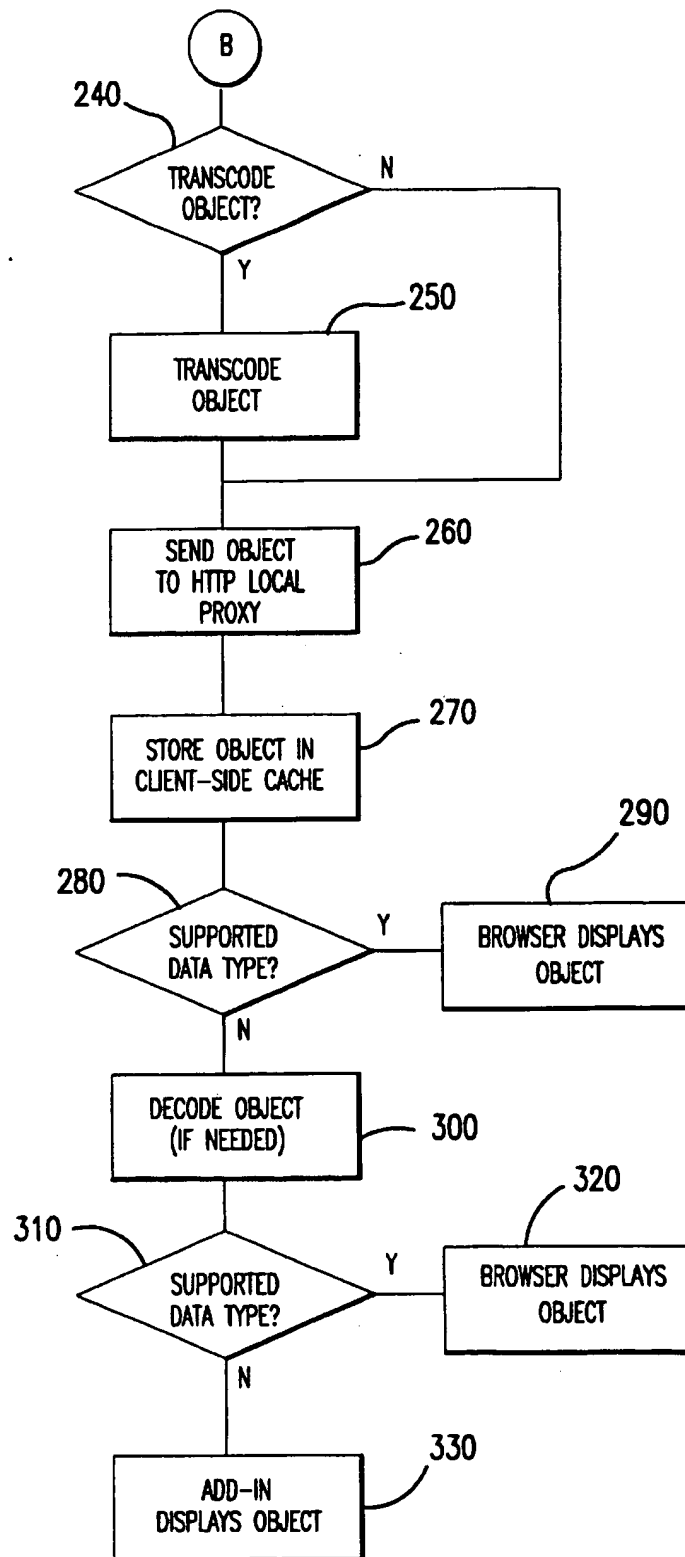 B
240
TRANSCODE
OBJECT?
N
Y
250
TRANSCODE
OBJECT
260
SEND OBJECT
TO HTTP LOCAL
PROXY
270
STORE OBJECT IN
CLIENT-SIDE CACHE
280
SUPPORTED
DATA TYPE?
Y
290
BROWSER DISPLAYS
OBJECT
N
DECODE OBJECT
(IF NEEDED)
300
310
SUPPORTED
DATA TYPE?
Y
320
BROWSER DISPLAYS
OBJECT
N
330
ADD-IN
DISPLAYS OBJECT